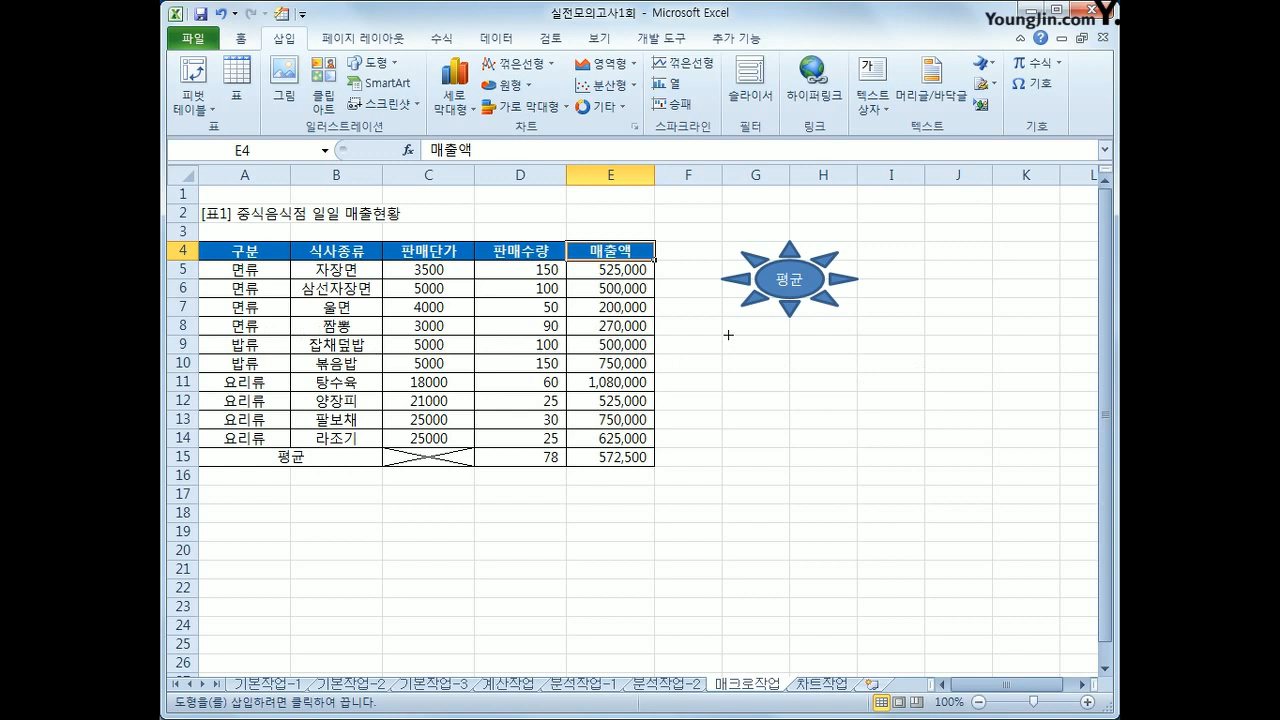 실전모의고사1회 - Microsoft Excel
YoungJin.com Y.
파일 홈 삽입 페이지 레이아웃 수식 데이터 검토 보기 개발 도구 추가 기능
피벗 테이블 표 그림 클립 아트 도형 SmartArt 스크린샷 세로 막대형 꺾은선형 원형 가로 막대형 영역형 분산형 기타 꺾은선형 열 승패 슬라이서 하이퍼링크 텍스트 상자 머리글/바닥글 수식 기호
표 일러스트레이션 차트 스파크라인 필터 링크 텍스트 기호
E4 fx 매출액
A B C D E F G H I J K L
1
2 [표1] 중식음식점 일일 매출현황
3
4 구분 식사종류 판매단가 판매수량 매출액
5 면류 자장면 3500 150 525,000
평균
6 면류 삼선자장면 5000 100 500,000
7 면류 울면 4000 50 200,000
8 면류 짬뽕 3000 90 270,000
9 밥류 잡채덮밥 5000 100 500,000
10 밥류 볶음밥 5000 150 750,000
11 요리류 탕수육 18000 60 1,080,000
12 요리류 양장피 21000 25 525,000
13 요리류 팔보채 25000 30 750,000
14 요리류 라조기 25000 25 625,000
15 평균 78 572,500
16
17
18
19
20
21
22
23
24
25
26
기본작업-1 기본작업-2 기본작업-3 계산작업 분석작업-1 분석작업-2 매크로작업 차트작업
도형을(를) 삽입하려면 클릭하여 끕니다. 100%